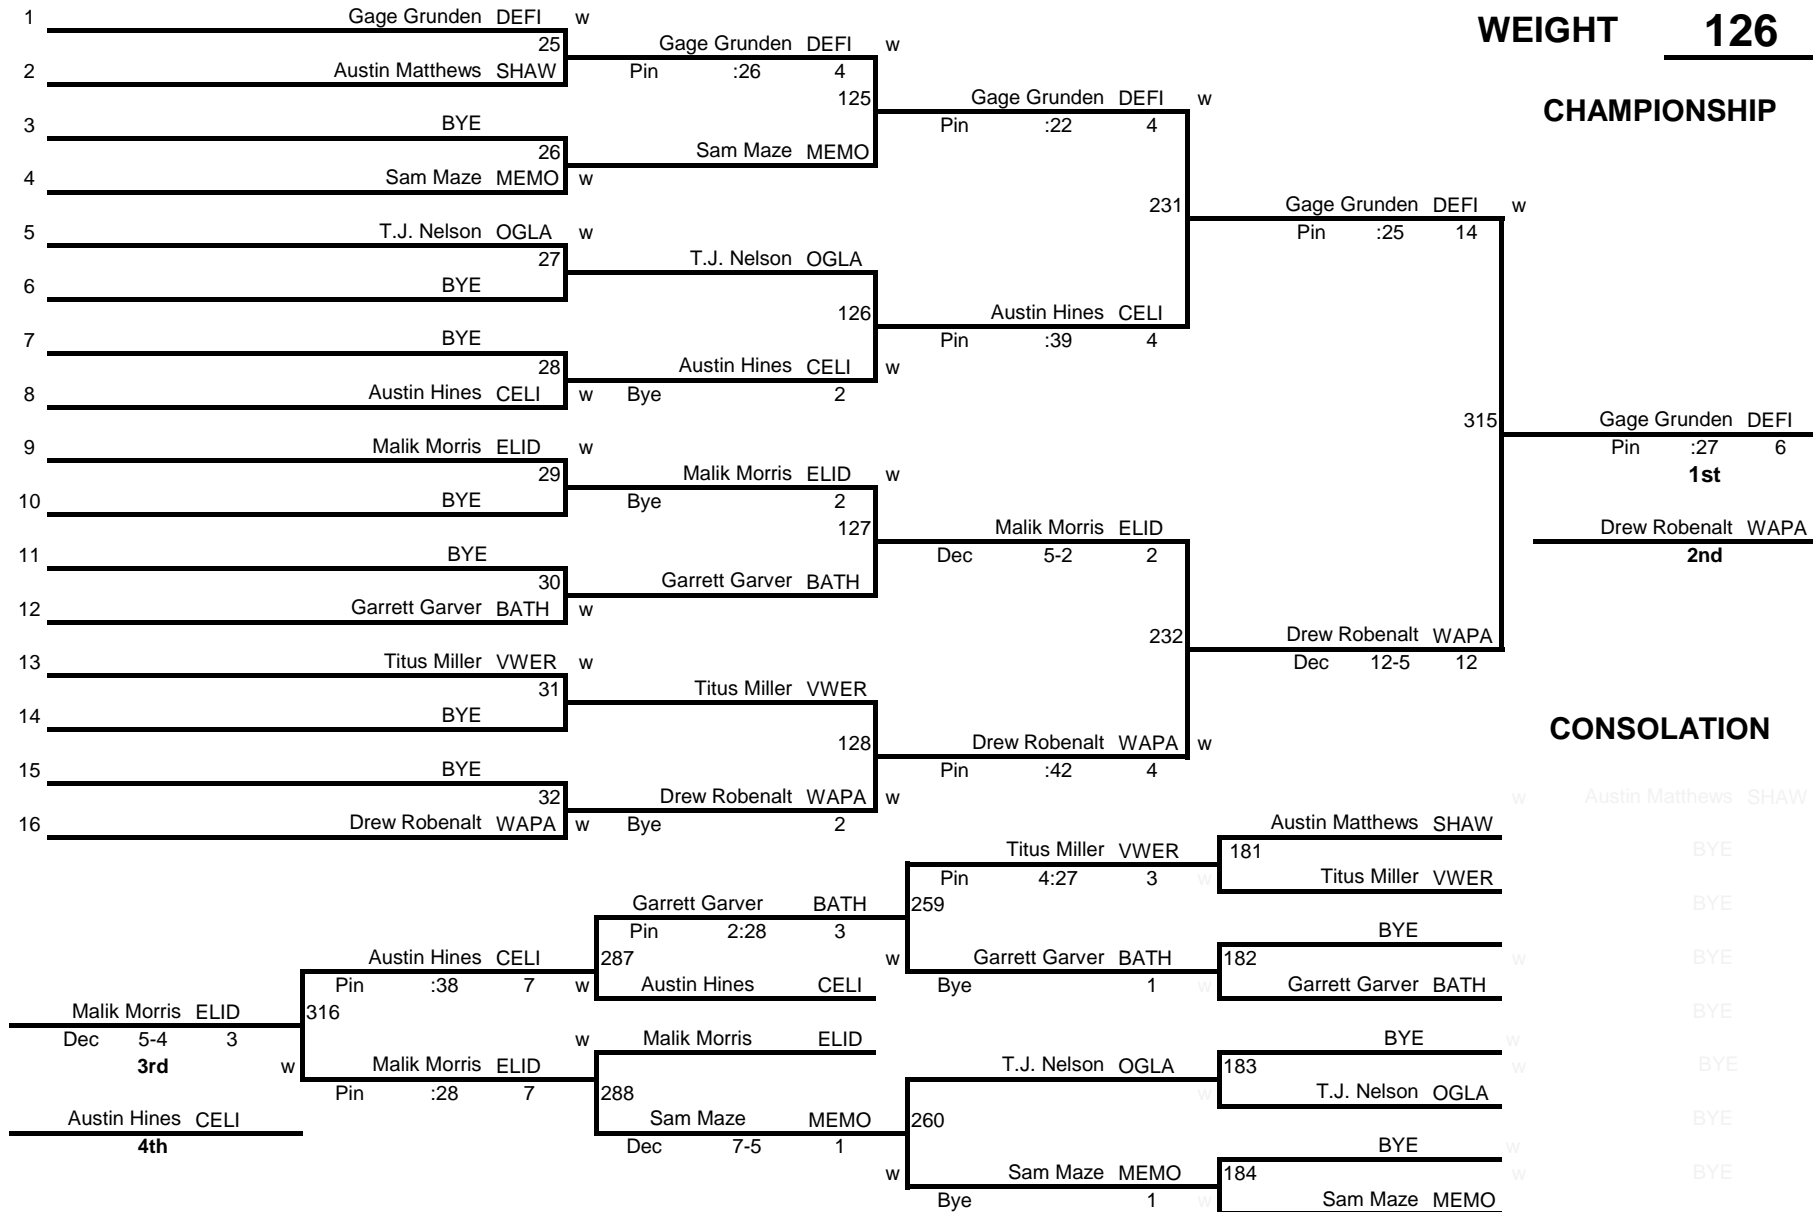 1 Gage Grunden DEFI w WEIGHT 126
25 Gage Grunden DEFI w
2 Austin Matthews SHAW Pin :26 4
125 Gage Grunden DEFI w CHAMPIONSHIP
3 BYE Pin :22 4
26 Sam Maze MEMO
4 Sam Maze MEMO w
231 Gage Grunden DEFI w
5 T.J. Nelson OGLA w Pin :25 14
27 T.J. Nelson OGLA
6 BYE
126 Austin Hines CELI
7 BYE Pin :39 4
28 Austin Hines CELI w
8 Austin Hines CELI w Bye 2
315 Gage Grunden DEFI
9 Malik Morris ELID w Pin :27 6
29 Malik Morris ELID w 1st
10 BYE Bye 2
127 Malik Morris ELID Drew Robenalt WAPA
11 BYE Dec 5-2 2 2nd
30 Garrett Garver BATH
12 Garrett Garver BATH w
232 Drew Robenalt WAPA
13 Titus Miller VWER w Dec 12-5 12
31 Titus Miller VWER
14 BYE CONSOLATION
128 Drew Robenalt WAPA w
15 BYE Pin :42 4
32 Drew Robenalt WAPA w w Austin Matthews SHAW
16 Drew Robenalt WAPA w Bye 2 Austin Matthews SHAW
Titus Miller VWER 181 BYE
Pin 4:27 3 w Titus Miller VWER
Garrett Garver BATH 259 BYE
Pin 2:28 3 BYE
Austin Hines CELI 287 w Garrett Garver BATH 182 w BYE
Pin :38 7 w Austin Hines CELI Bye 1 w Garrett Garver BATH
Malik Morris ELID 316 BYE
Dec 5-4 3 w Malik Morris ELID BYE w
3rd w Malik Morris ELID T.J. Nelson OGLA 183 w BYE
Pin :28 7 288 w T.J. Nelson OGLA
Austin Hines CELI Sam Maze MEMO 260 BYE
4th Dec 7-5 1 BYE w
w Sam Maze MEMO 184 w BYE
Bye 1 w Sam Maze MEMO